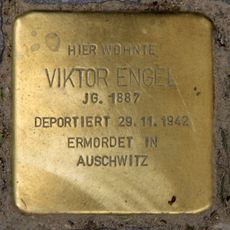 HIER WOHNTE
VIKTOR ENGEL
JG. 1887
DEPORTIERT 29.11.1942
ERMORDET IN
AUSCHWITZ